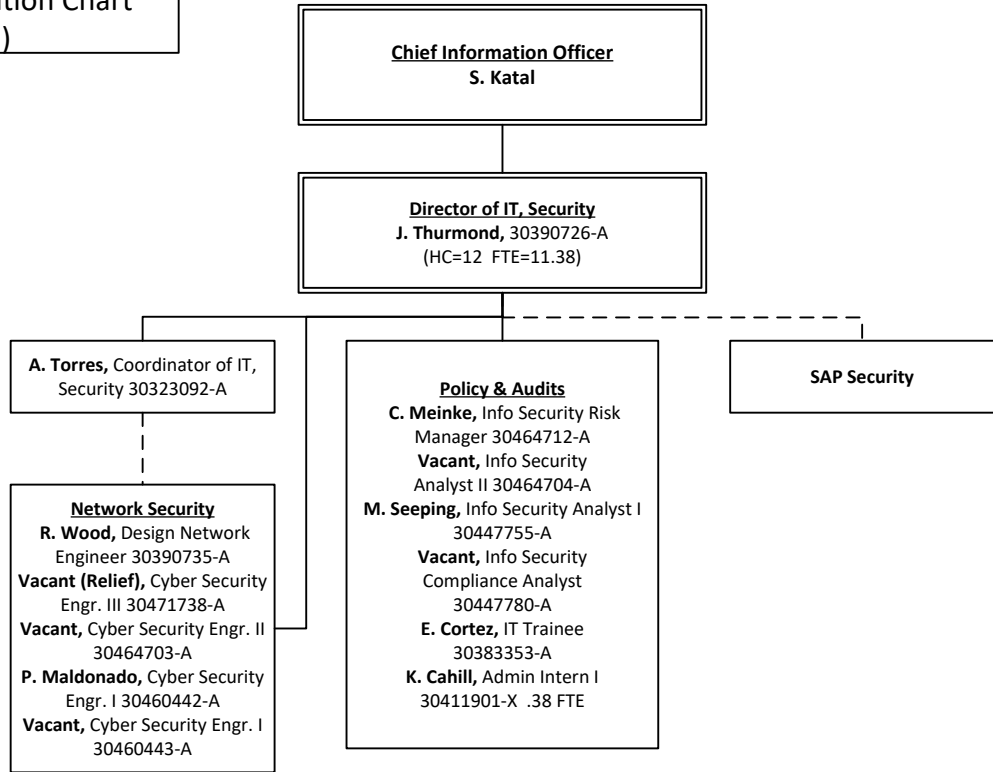 ation Chart
)
Chief Information Officer
S. Katal
Director of IT, Security
J. Thurmond, 30390726-A
(HC=12 FTE=11.38)
A. Torres, Coordinator of IT,
Security 30323092-A
Network Security
R. Wood, Design Network
Engineer 30390735-A
Vacant (Relief), Cyber Security
Engr. III 30471738-A
Vacant, Cyber Security Engr. II
30464703-A
P. Maldonado, Cyber Security
Engr. I 30460442-A
Vacant, Cyber Security Engr. I
30460443-A
Policy & Audits
C. Meinke, Info Security Risk
Manager 30464712-A
Vacant, Info Security
Analyst II 30464704-A
M. Seeping, Info Security Analyst I
30447755-A
Vacant, Info Security
Compliance Analyst
30447780-A
E. Cortez, IT Trainee
30383353-A
K. Cahill, Admin Intern I
30411901-X .38 FTE
SAP Security